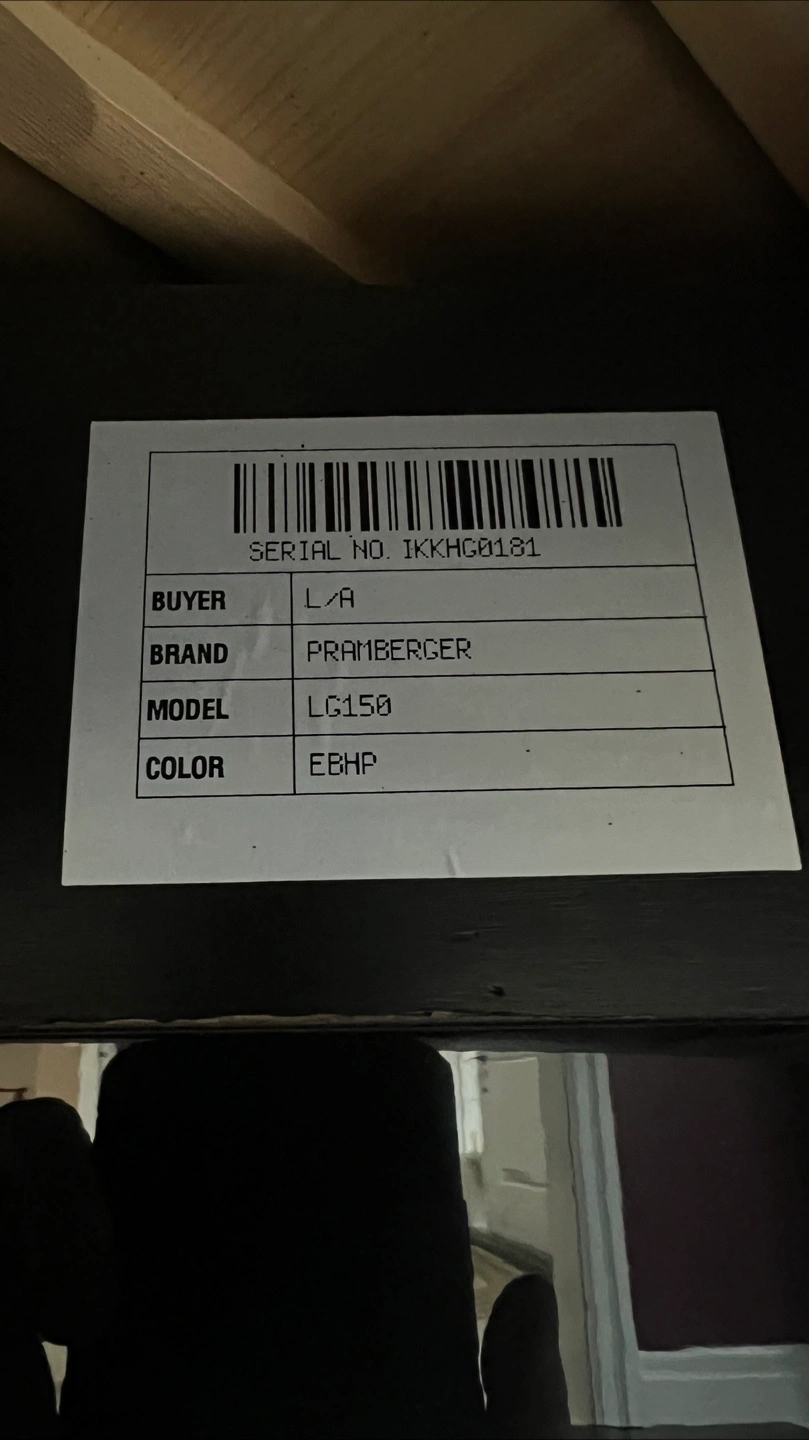 SERIAL NO. IKKHG0181
BUYER L/A
BRAND PRAMBERGER
MODEL LG150
COLOR EBHP